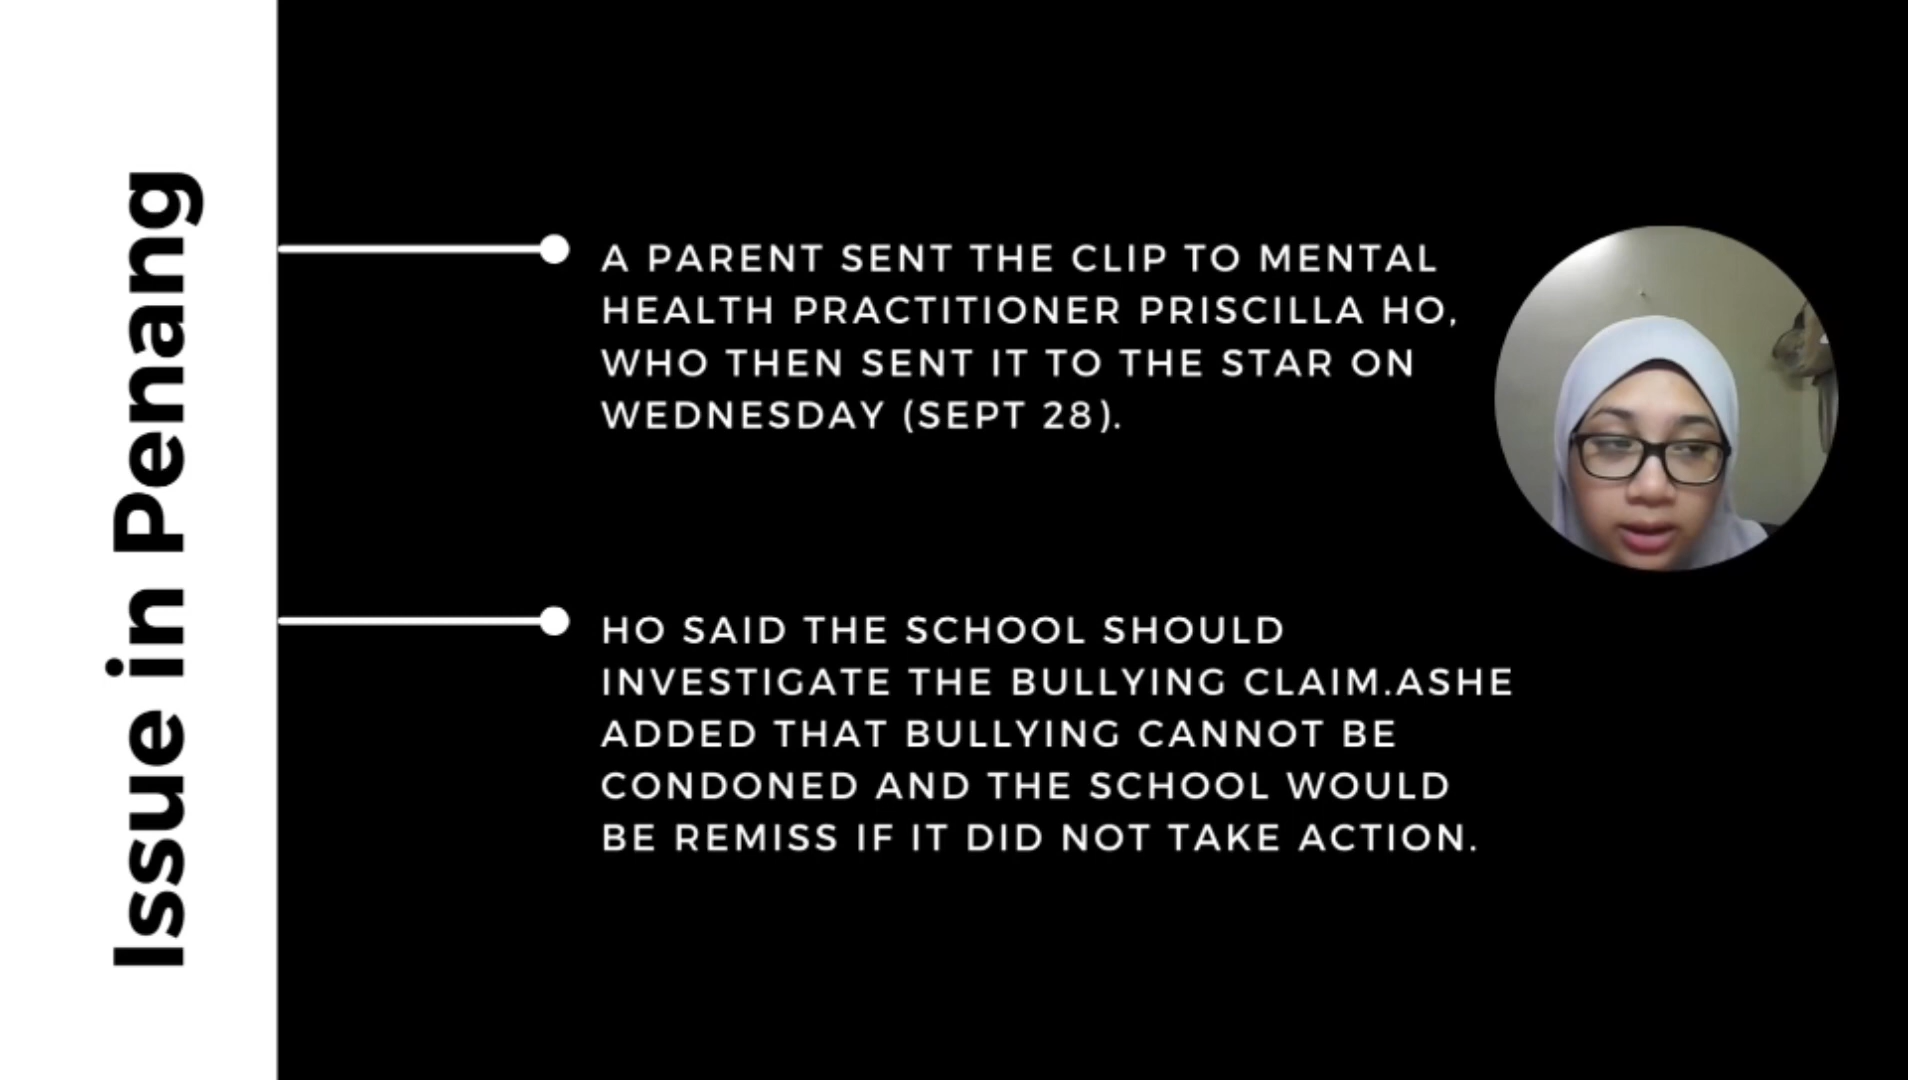 Issue in Penang
A PARENT SENT THE CLIP TO MENTAL
HEALTH PRACTITIONER PRISCILLA HO,
WHO THEN SENT IT TO THE STAR ON
WEDNESDAY (SEPT 28).
HO SAID THE SCHOOL SHOULD
INVESTIGATE THE BULLYING CLAIM.ASHE
ADDED THAT BULLYING CANNOT BE
CONDONED AND THE SCHOOL WOULD
BE REMISS IF IT DID NOT TAKE ACTION.